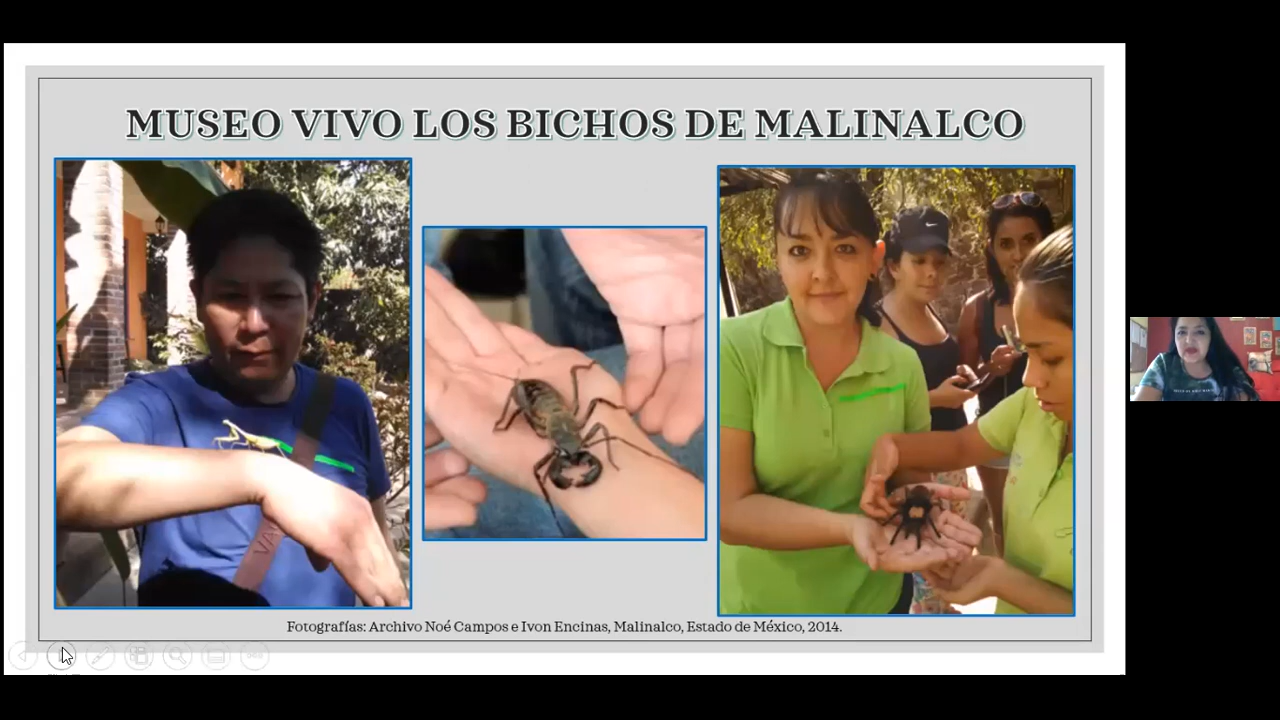 MUSEO VIVO LOS BICHOS DE MALINALCO
Fotografías: Archivo Noé Campos e Ivon Encinas, Malinalco, Estado de México, 2014.